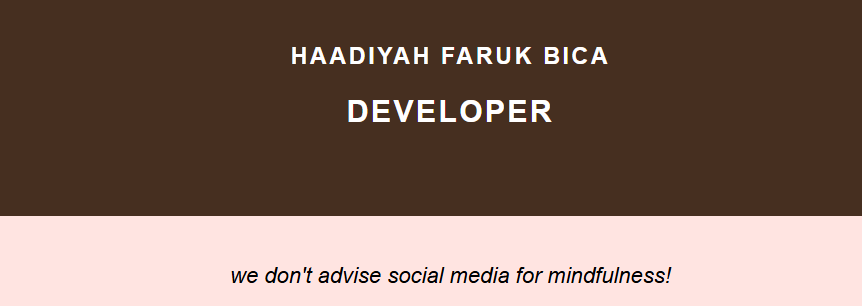 HAADIYAH FARUK BICA
DEVELOPER
we don't advise social media for mindfulness!